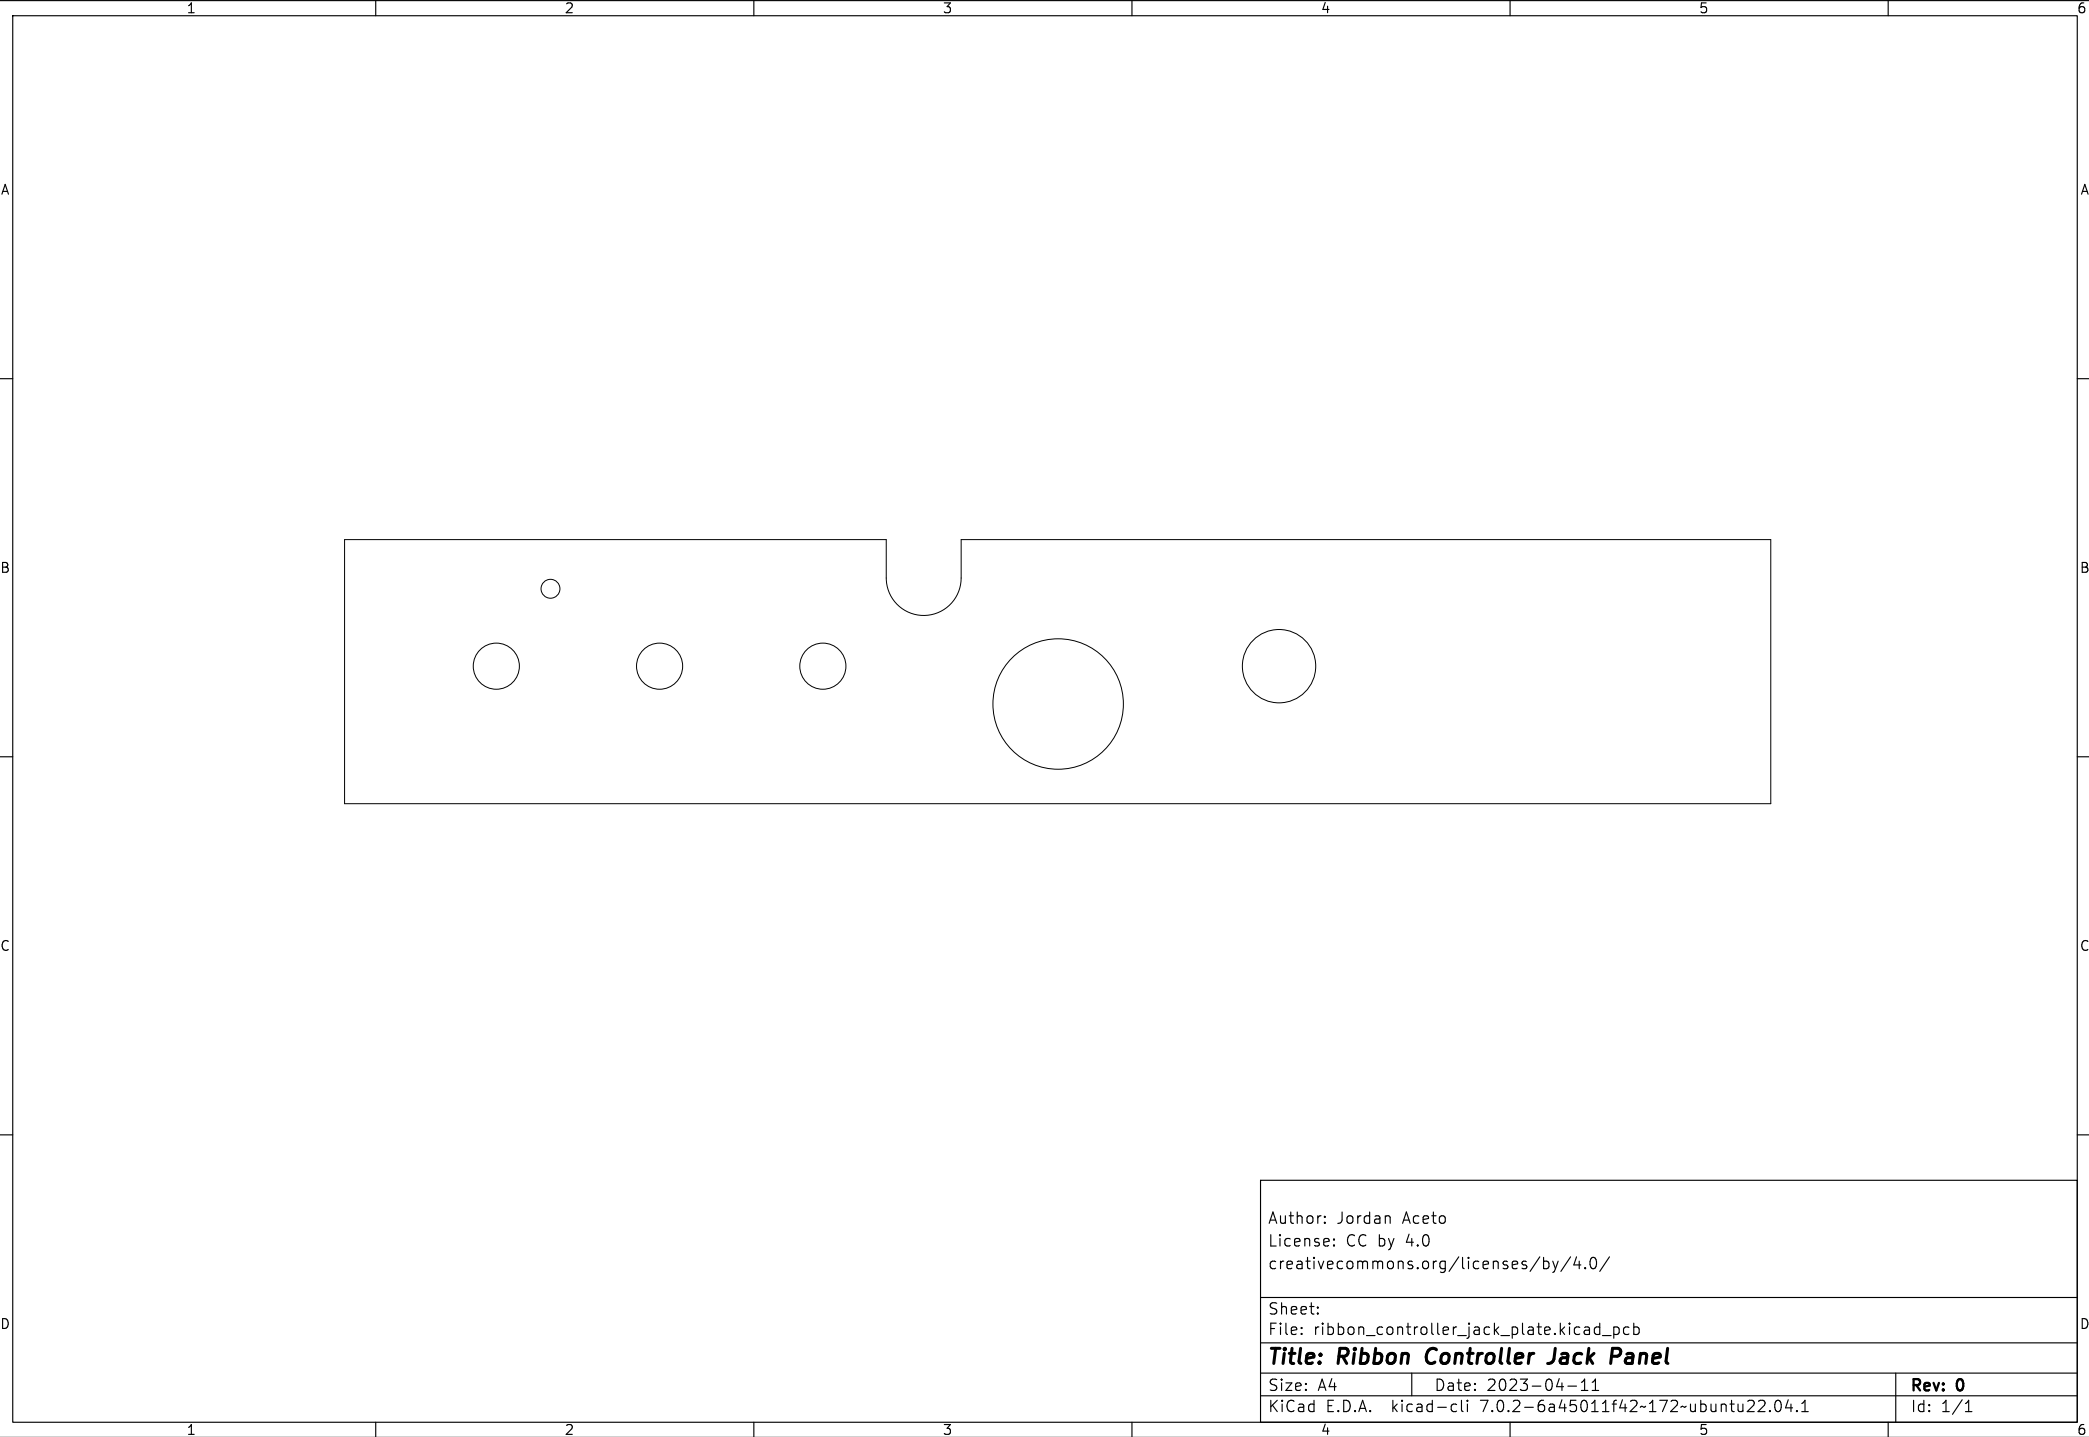 1 2 3 4 5 6
A A
B B
C C
Author: Jordan Aceto
License: CC by 4.0
creativecommons.org/licenses/by/4.0/
Sheet:
D D
File: ribbon_controller_jack_plate.kicad_pcb
Title: Ribbon Controller Jack Panel
Size: A4 Date: 2023-04-11 Rev: 0
KiCad E.D.A. kicad-cli 7.0.2-6a45011f42~172~ubuntu22.04.1 Id: 1/1
1 2 3 4 5 6